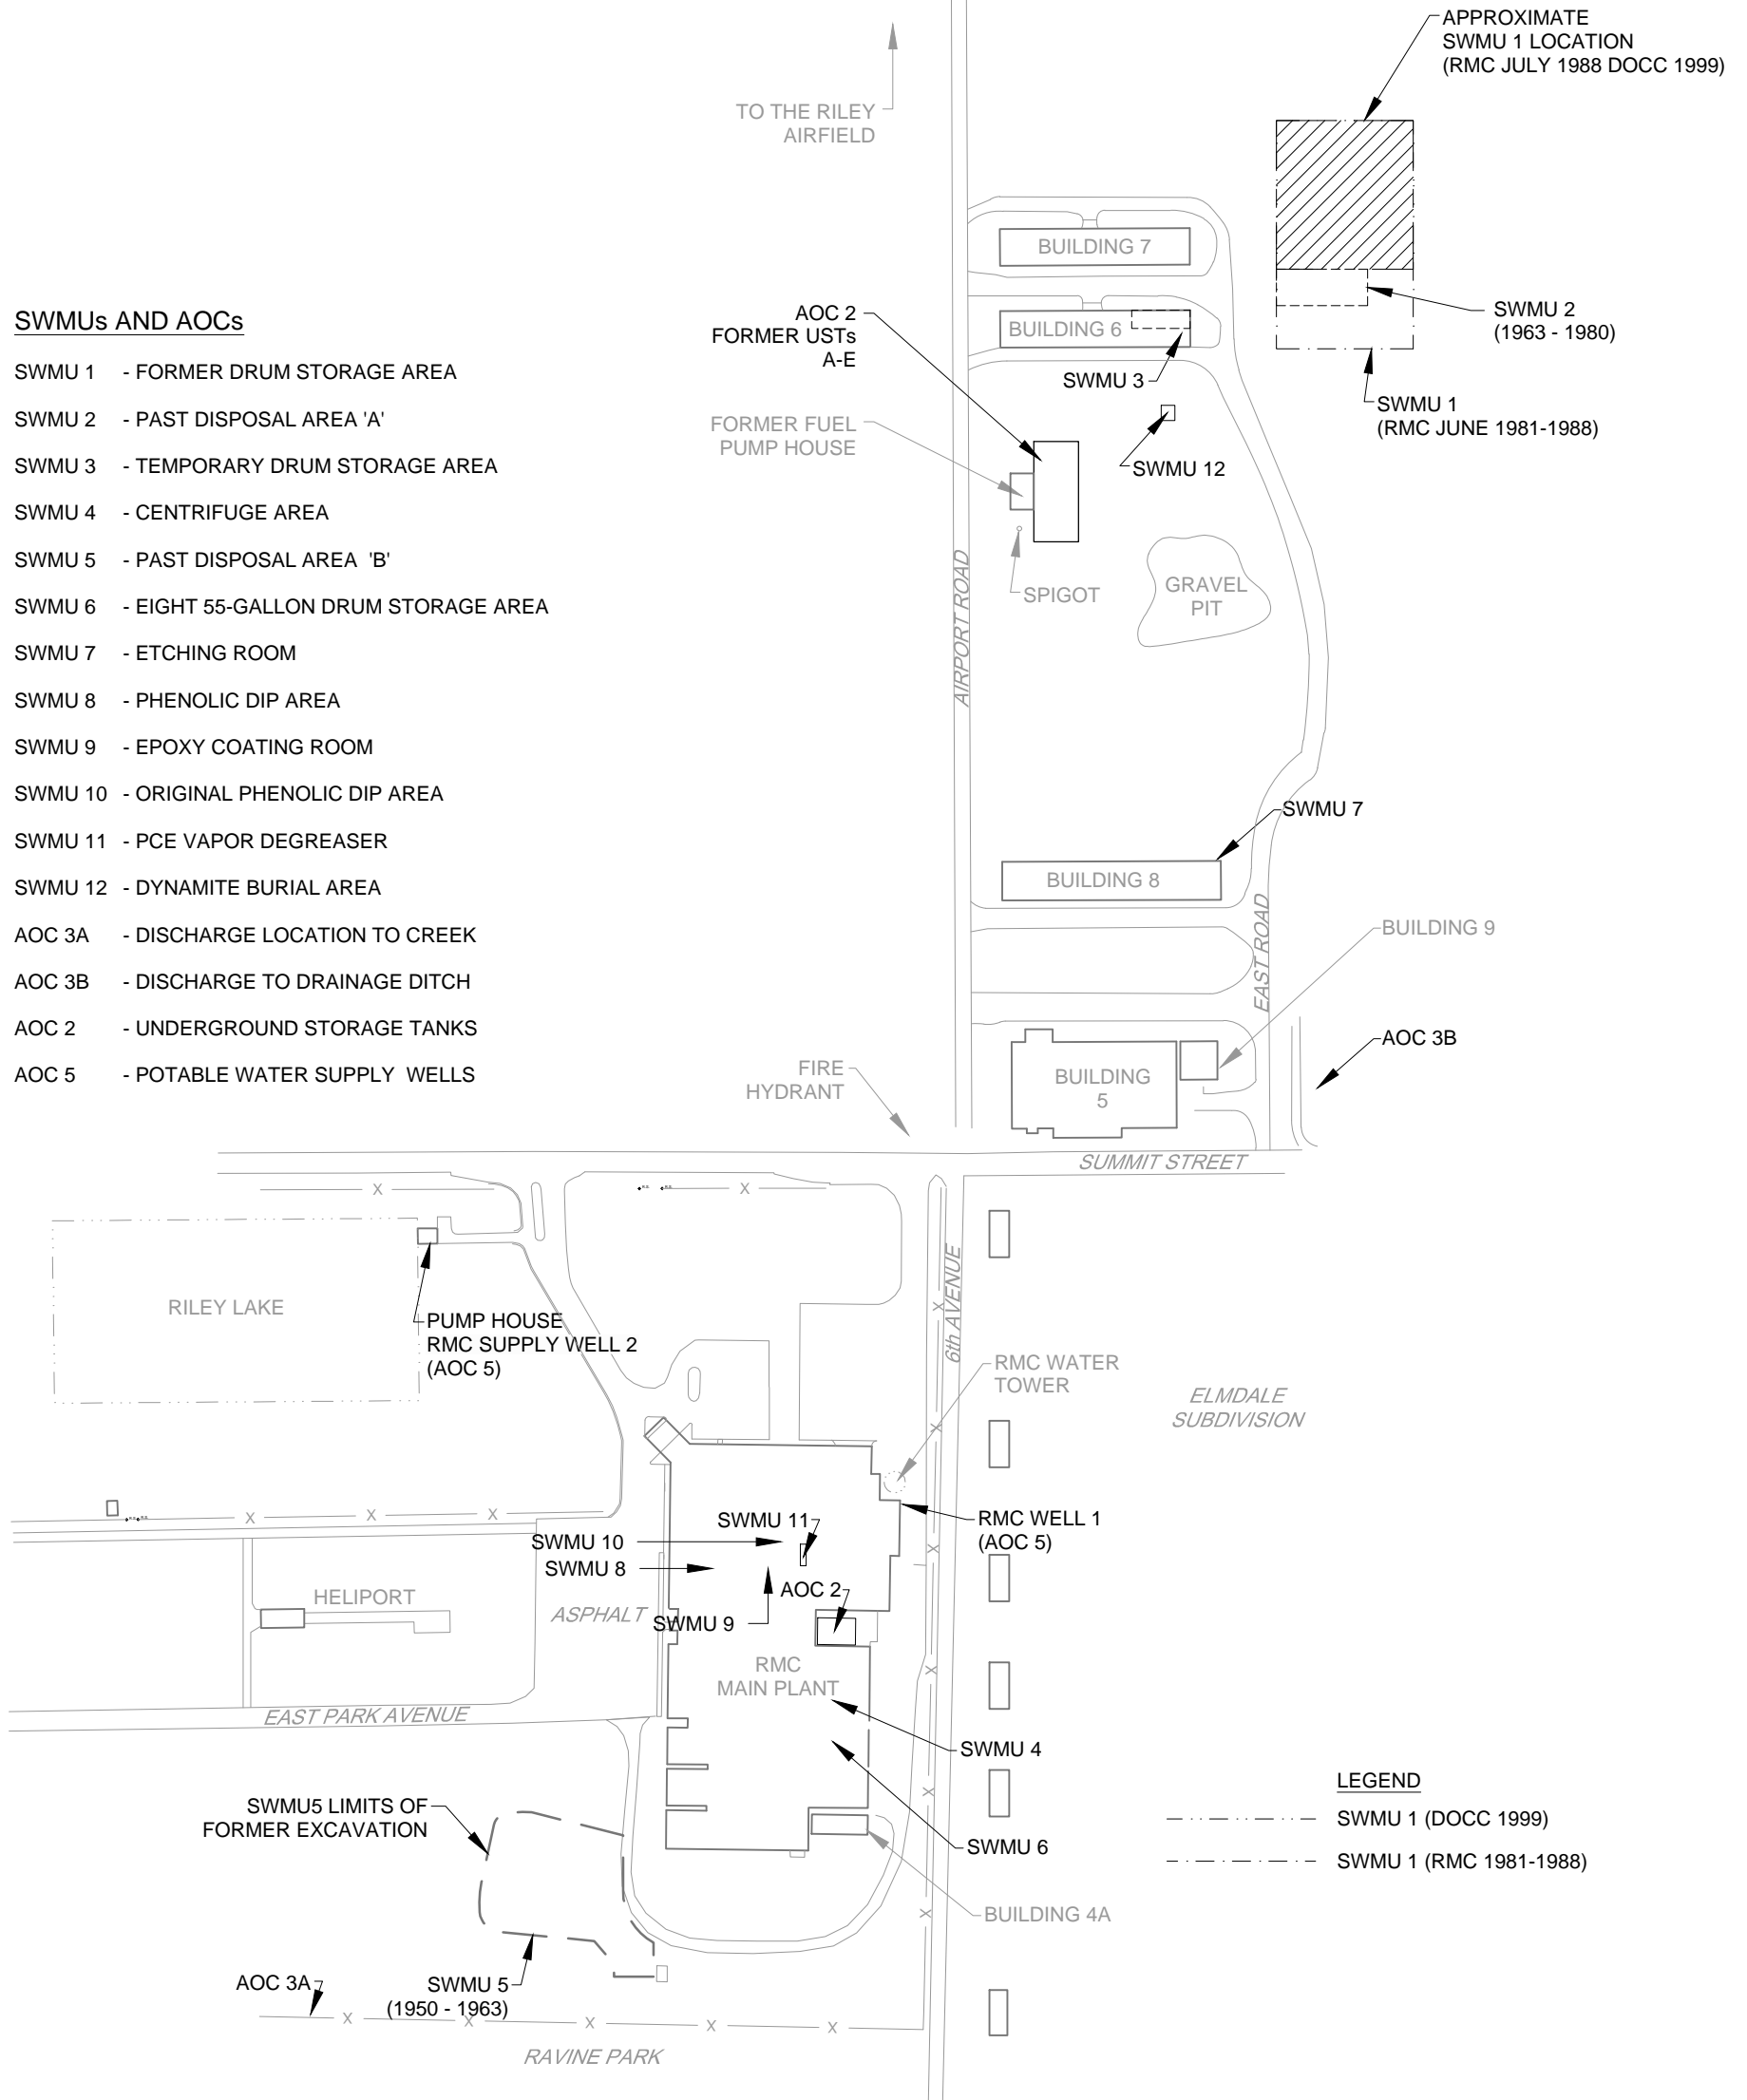 APPROXIMATE
SWMU 1 LOCATION
(RMC JULY 1988 DOCC 1999)
TO THE RILEY
AIRFIELD
BUILDING 7
SWMU 2
(1963 - 1980)
AOC 2
FORMER USTs
A-E
BUILDING 6
SWMU 3
SWMU 1
(RMC JUNE 1981-1988)
FORMER FUEL
PUMP HOUSE
SWMU 12
SPIGOT
GRAVEL
PIT
AIRPORT ROAD
SWMUs AND AOCs
SWMU 1 - FORMER DRUM STORAGE AREA
SWMU 2 - PAST DISPOSAL AREA 'A'
SWMU 3 - TEMPORARY DRUM STORAGE AREA
SWMU 4 - CENTRIFUGE AREA
SWMU 5 - PAST DISPOSAL AREA 'B'
SWMU 6 - EIGHT 55-GALLON DRUM STORAGE AREA
SWMU 7 - ETCHING ROOM
SWMU 8 - PHENOLIC DIP AREA
SWMU 9 - EPOXY COATING ROOM
SWMU 10 - ORIGINAL PHENOLIC DIP AREA
SWMU 11 - PCE VAPOR DEGREASER
SWMU 12 - DYNAMITE BURIAL AREA
AOC 3A - DISCHARGE LOCATION TO CREEK
AOC 3B - DISCHARGE TO DRAINAGE DITCH
AOC 2 - UNDERGROUND STORAGE TANKS
AOC 5 - POTABLE WATER SUPPLY WELLS
SWMU 7
BUILDING 8
BUILDING 9
EAST ROAD
AOC 3B
FIRE
HYDRANT
BUILDING
5
SUMMIT STREET
X
X
RILEY LAKE
PUMP HOUSE
RMC SUPPLY WELL 2
(AOC 5)
6th AVENUE
X
RMC WATER
TOWER
ELMDALE
SUBDIVISION
X
X
X
X
SWMU 11
RMC WELL 1
(AOC 5)
SWMU 10
SWMU 8
X
HELIPORT
ASPHALT
AOC 2
SWMU 9
RMC
MAIN PLANT
X
EAST PARK AVENUE
SWMU 4
X
SWMU5 LIMITS OF
FORMER EXCAVATION
SWMU 6
LEGEND
SWMU 1 (DOCC 1999)
SWMU 1 (RMC 1981-1988)
X
BUILDING 4A
AOC 3A
SWMU 5
(1950 - 1963)
X
X
X
X
X
RAVINE PARK